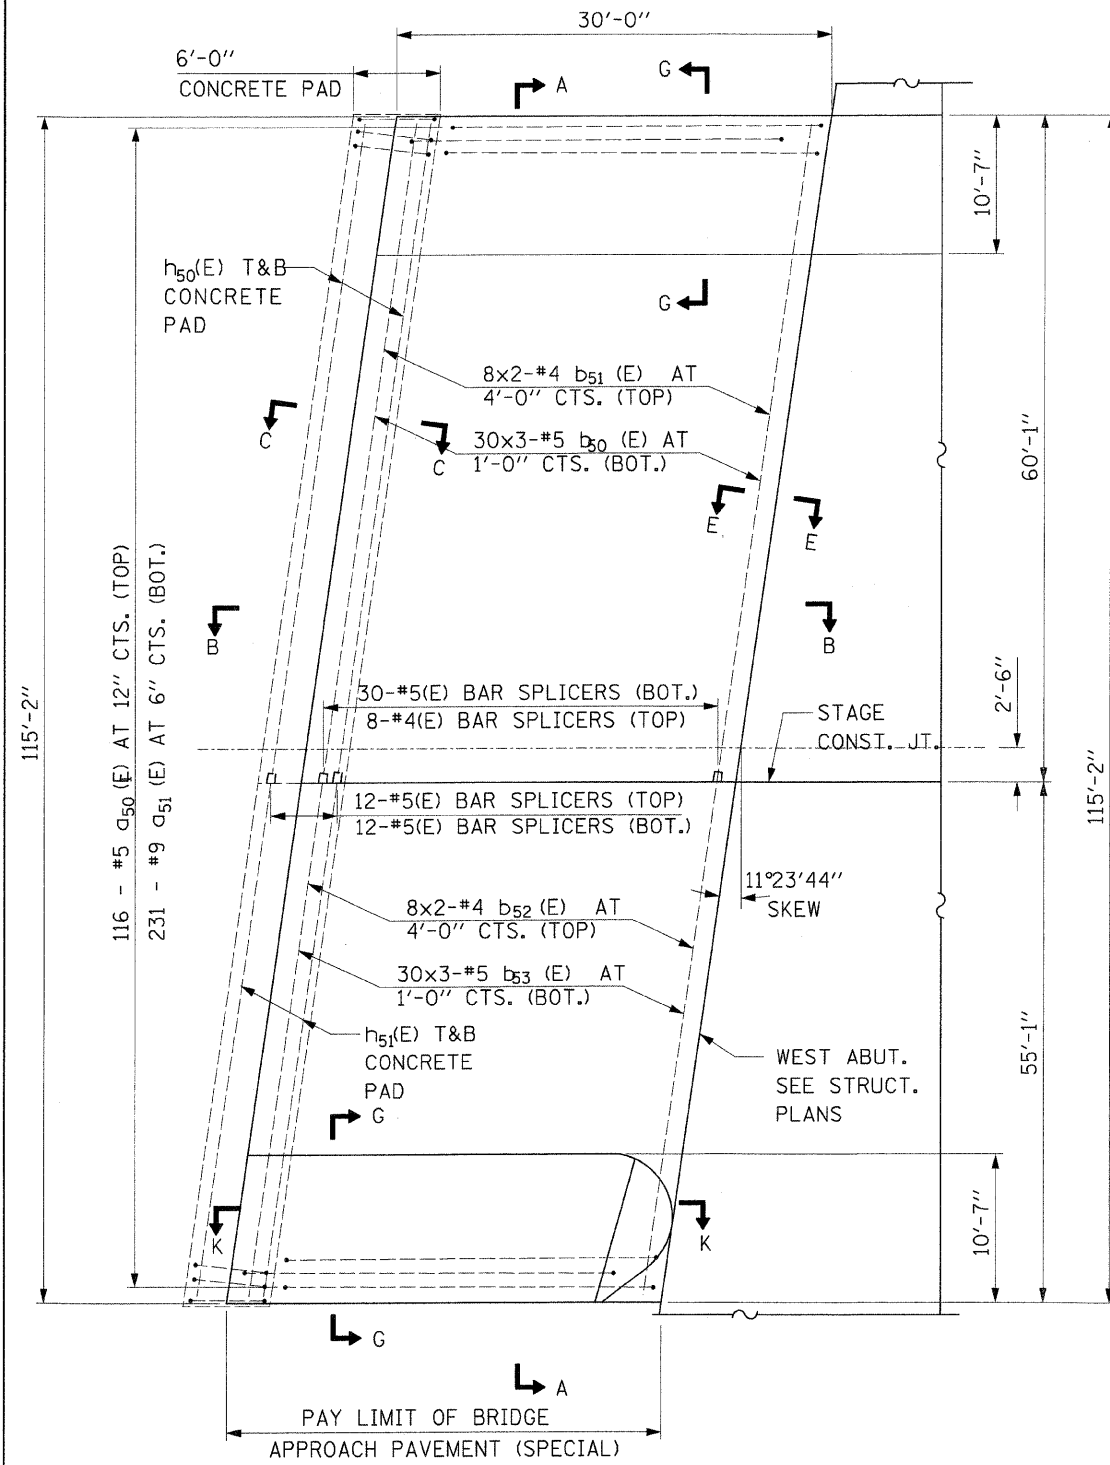 30'-0"
6'-0"
CONCRETE PAD
A
G
10'-7"
h50(E) T&B
CONCRETE
PAD
G
8x2-#4 b51 (E) AT
4'-0" CTS. (TOP)
C
30x3-#5 b50 (E) AT
1'-0" CTS. (BOT.)
C
60'-1"
E
E
116 - #5 a50 (E) AT 12" CTS. (TOP)
231 - #9 a51 (E) AT 6" CTS. (BOT.)
B
B
115'-2"
2'-6"
30-#5(E) BAR SPLICERS (BOT.)
8-#4(E) BAR SPLICERS (TOP)
STAGE
CONST. JT.
115'-2"
12-#5(E) BAR SPLICERS (TOP)
12-#5(E) BAR SPLICERS (BOT.)
11°23'44"
SKEW
8x2-#4 b52 (E) AT
4'-0" CTS. (TOP)
30x3-#5 b53 (E) AT
1'-0" CTS. (BOT.)
h51(E) T&B
CONCRETE
PAD
WEST ABUT.
SEE STRUCT.
PLANS
55'-1"
G
10'-7"
K
K
G
A
PAY LIMIT OF BRIDGE
APPROACH PAVEMENT (SPECIAL)